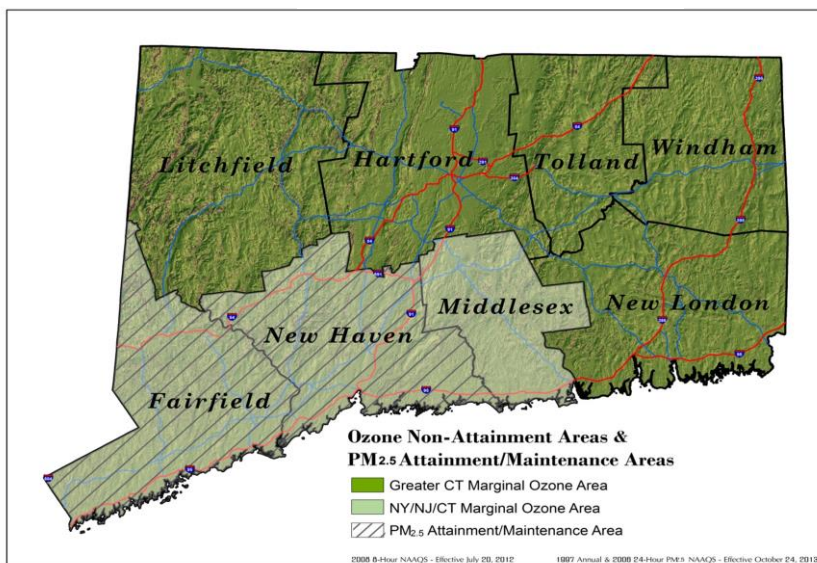 Litchfield
Hartford
Tolland
Windham
Middlesex
New London
New Haven
Fairfield
Ozone Non-Attainment Areas &
PM2.5 Attainment/Maintenance Areas
Greater CT Marginal Ozone Area
NY/NJ/CT Marginal Ozone Area
PM2.5 Attainment/Maintenance Area
2008 8-Hour NAAQS - Effective July 20, 2012
1997 Annual & 2006 24-Hour PM2.5 NAAQS - Effective October 24, 2013